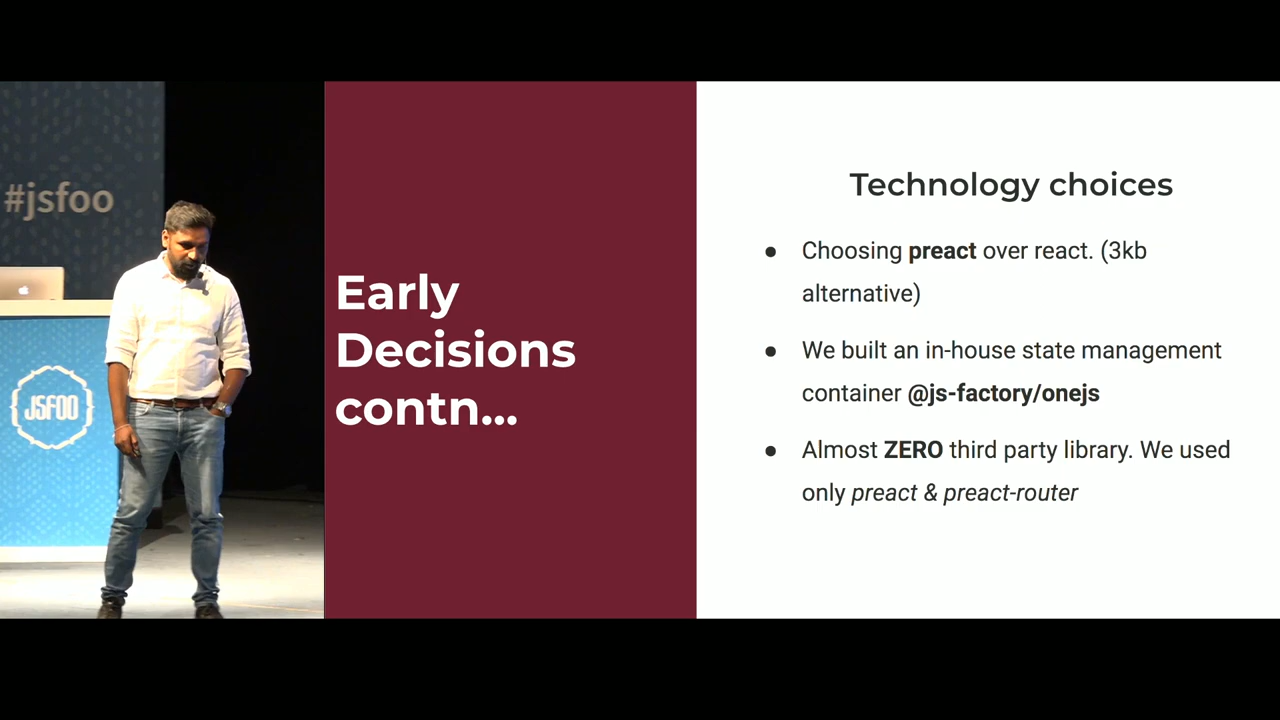 #jsfoo
JSFOO
Early
Decisions
contn...
Technology choices
● Choosing preact over react. (3kb
alternative)
● We built an in-house state management
container @js-factory/onejs
● Almost ZERO third party library. We used
only preact & preact-router